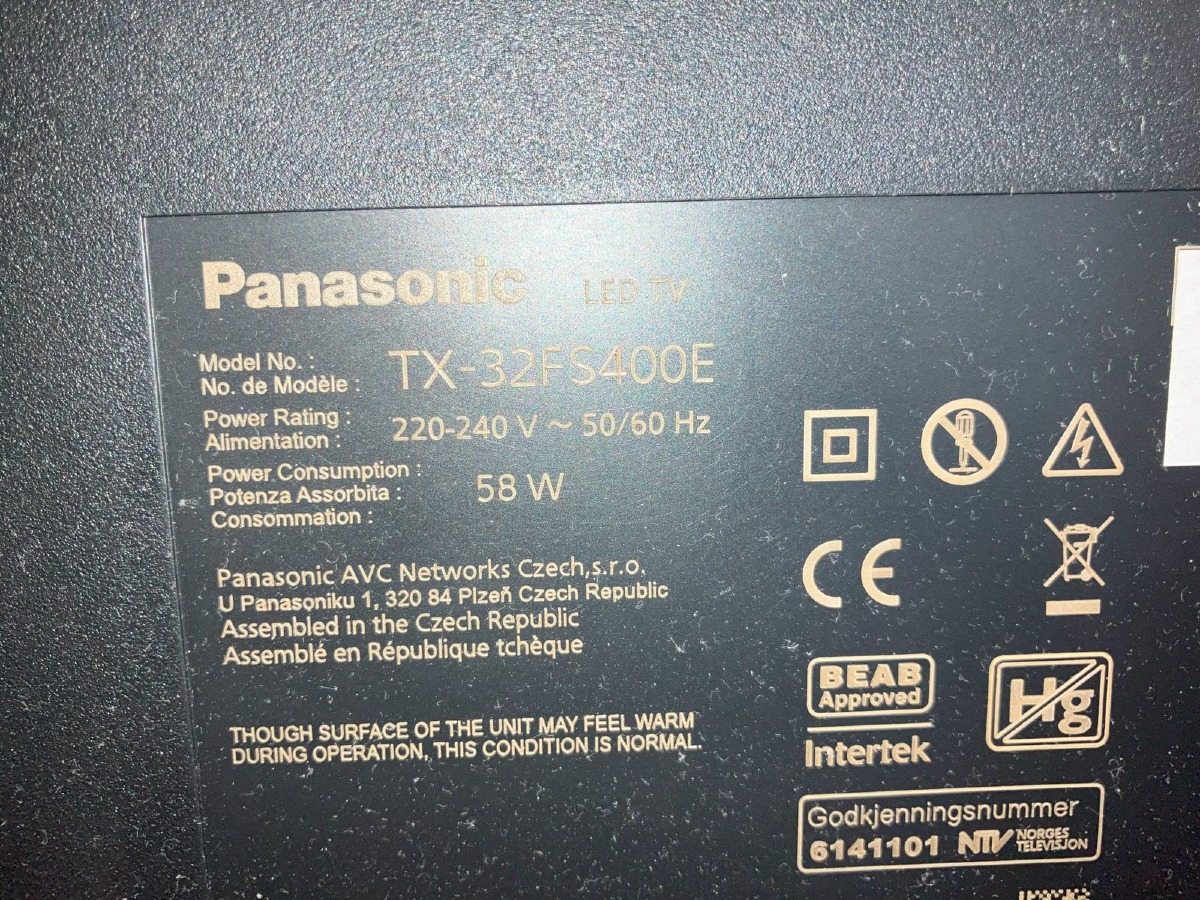 Panasonic LED TV
Model No. :
No. de Modèle : TX-32FS400E
Power Rating :
Alimentation : 220-240 V ~ 50/60 Hz
Power Consumption :
Potenza Assorbita : 58 W
Consommation :
Panasonic AVC Networks Czech,s.r.o.
U Panasoniku 1, 320 84 Plzeň Czech Republic
Assembled in the Czech Republic
Assemblé en République tchèque
THOUGH SURFACE OF THE UNIT MAY FEEL WARM
DURING OPERATION, THIS CONDITION IS NORMAL.
CE
BEAB
Approved
Intertek
Hg
Godkjenningsnummer
6141101 NTV NORGES
TELEVISJON